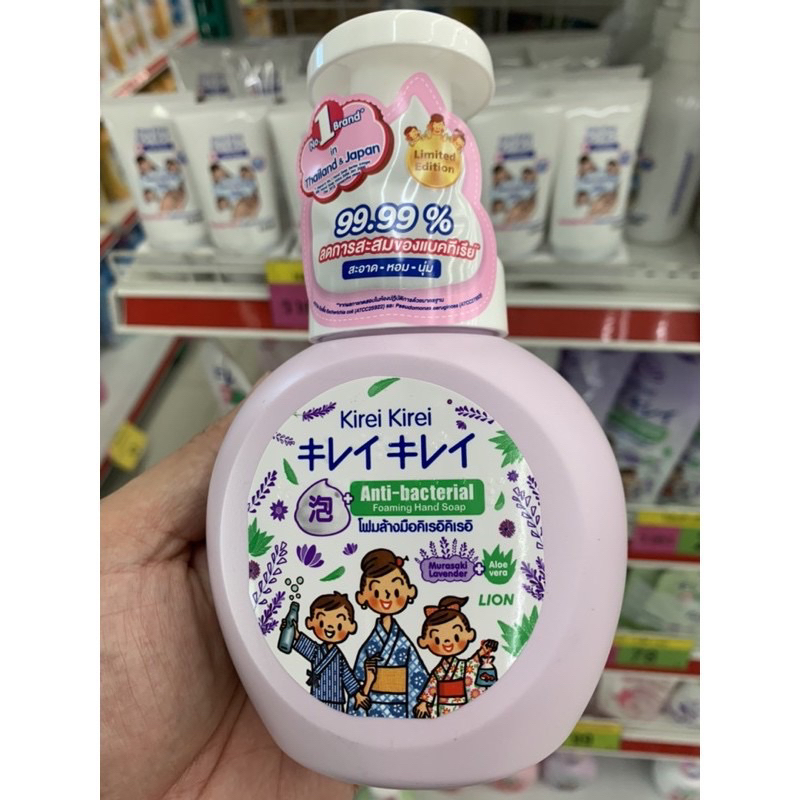 No.1 Brand*
in
Thailand & Japan
Limited
Edition
99.99 %
ลดการสะสมของแบคทีเรีย*
สะอาด - หอม - นุ่ม
Kirei Kirei
キレイ キレイ
泡 + Anti-bacterial
Foaming Hand Soap
โฟมล้างมือคิเรอิคิเรอิ
Murasaki
Lavender + Aloe
vera
LION